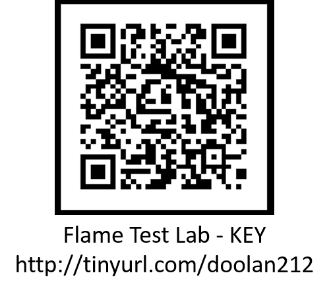 Flame Test Lab - KEY
http://tinyurl.com/doolan212